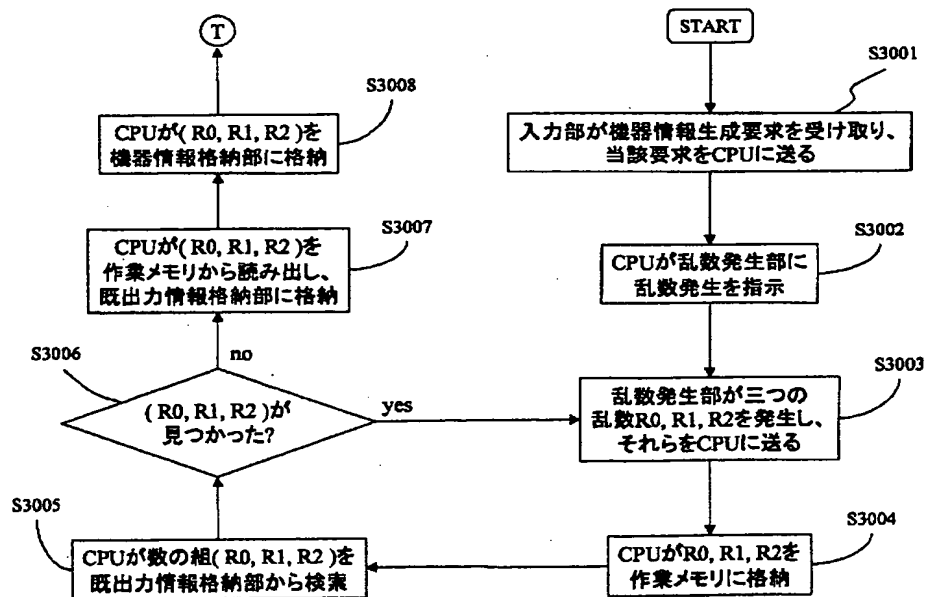 START
S3001
入力部が機器情報生成要求を受け取り、
当該要求をCPUに送る
S3002
CPUが乱数発生部に
乱数発生を指示
S3003
乱数発生部が三つの
乱数R0, R1, R2を発生し、
それらをCPUに送る
S3004
CPUがR0, R1, R2を
作業メモリに格納
S3005
CPUが数の組( R0, R1, R2 )を
既出力情報格納部から検索
S3006
( R0, R1, R2 )が
見つかった?
yes
no
S3007
CPUが( R0, R1, R2 )を
作業メモリから読み出し、
既出力情報格納部に格納
S3008
CPUが( R0, R1, R2 )を
機器情報格納部に格納
T